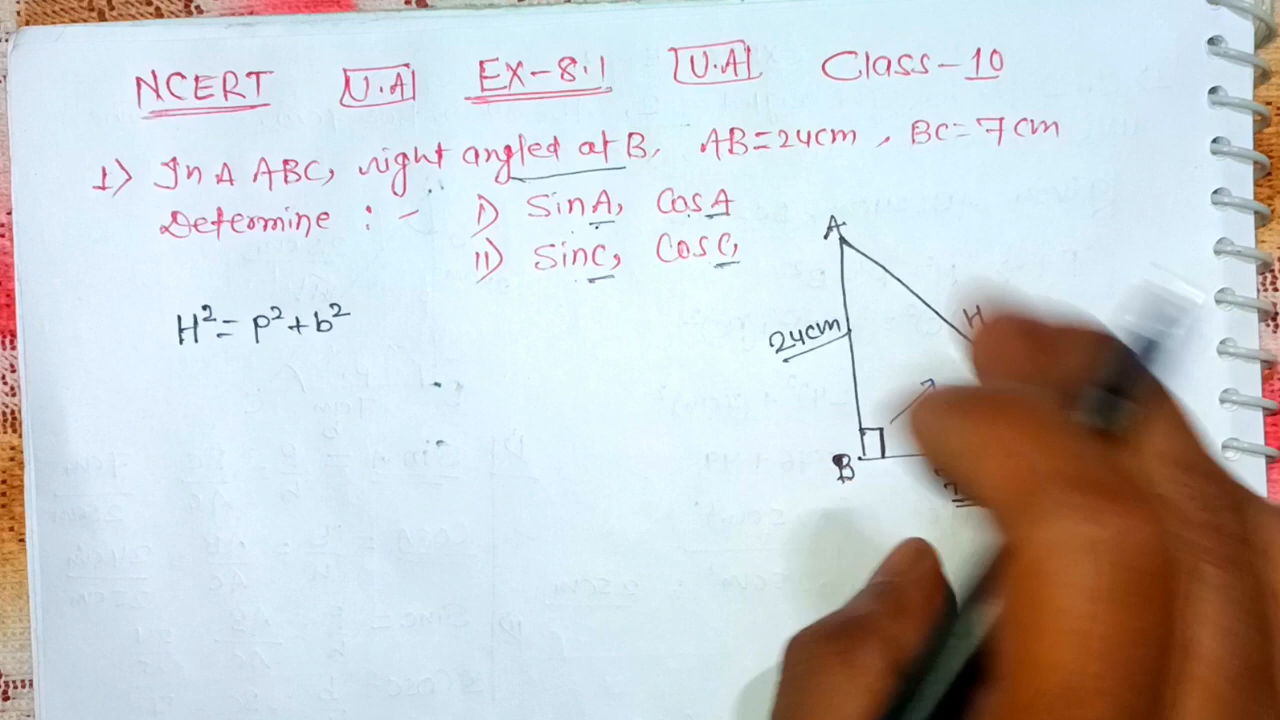 NCERT U.A EX-8.1 U.A Class-10
1) In Δ ABC, right angled at B, AB=24cm, BC=7cm
Determine :- i) SinA, CosA
ii) SinC, CosC,
A
H²= p²+b²
24cm
H
B